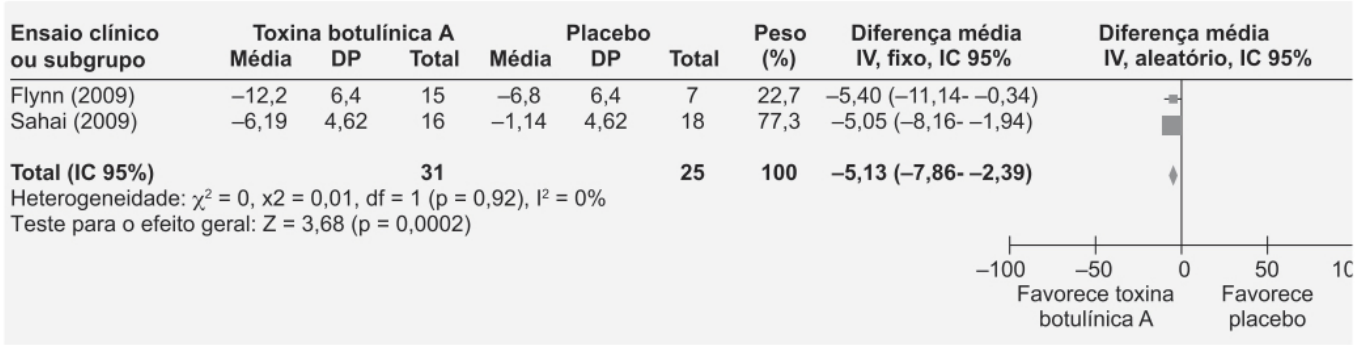 Ensaio clínico Toxina botulínica A Placebo Peso Diferença média Diferença média
ou subgrupo Média DP Total Média DP Total (%) IV, fixo, IC 95% IV, aleatório, IC 95%
Flynn (2009) –12,2 6,4 15 –6,8 6,4 7 22,7 –5,40 (–11,14- –0,34)
Sahai (2009) –6,19 4,62 16 –1,14 4,62 18 77,3 –5,05 (–8,16- –1,94)
Total (IC 95%) 31 25 100 –5,13 (–7,86- –2,39)
Heterogeneidade: χ² = 0, x2 = 0,01, df = 1 (p = 0,92), I² = 0%
Teste para o efeito geral: Z = 3,68 (p = 0,0002)
–100 –50 0 50
Favorece toxina Favorece
botulínica A placebo